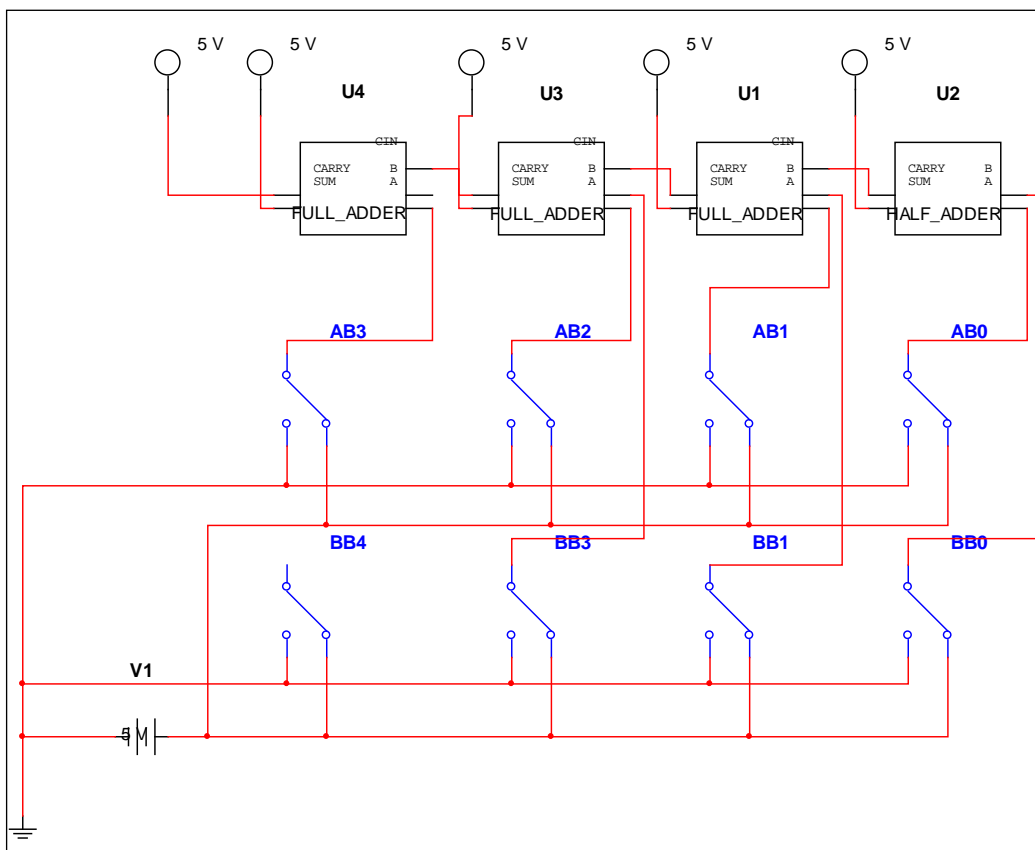 5 V 5 V 5 V 5 V 5 V
U4 U3 U1 U2
CIN CIN CIN
CARRY B CARRY B CARRY B CARRY B
SUM A SUM A SUM A SUM A
FULL_ADDER FULL_ADDER FULL_ADDER HALF_ADDER
AB3 AB2 AB1 AB0
BB4 BB3 BB1 BB0
V1
5 V